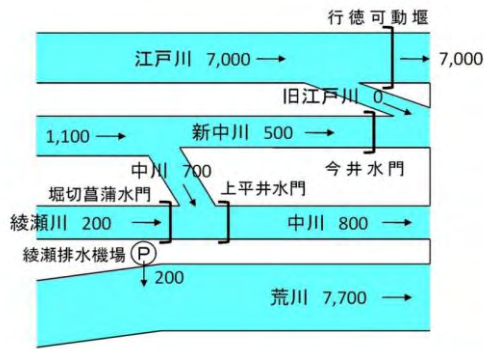 行徳可動堰
江戸川 7,000
7,000
旧江戸川 0
1,100
新中川 500
中川 700
今井水門
堀切菖蒲水門
上平井水門
綾瀬川 200
中川 800
綾瀬排水機場
P
200
荒川 7,700